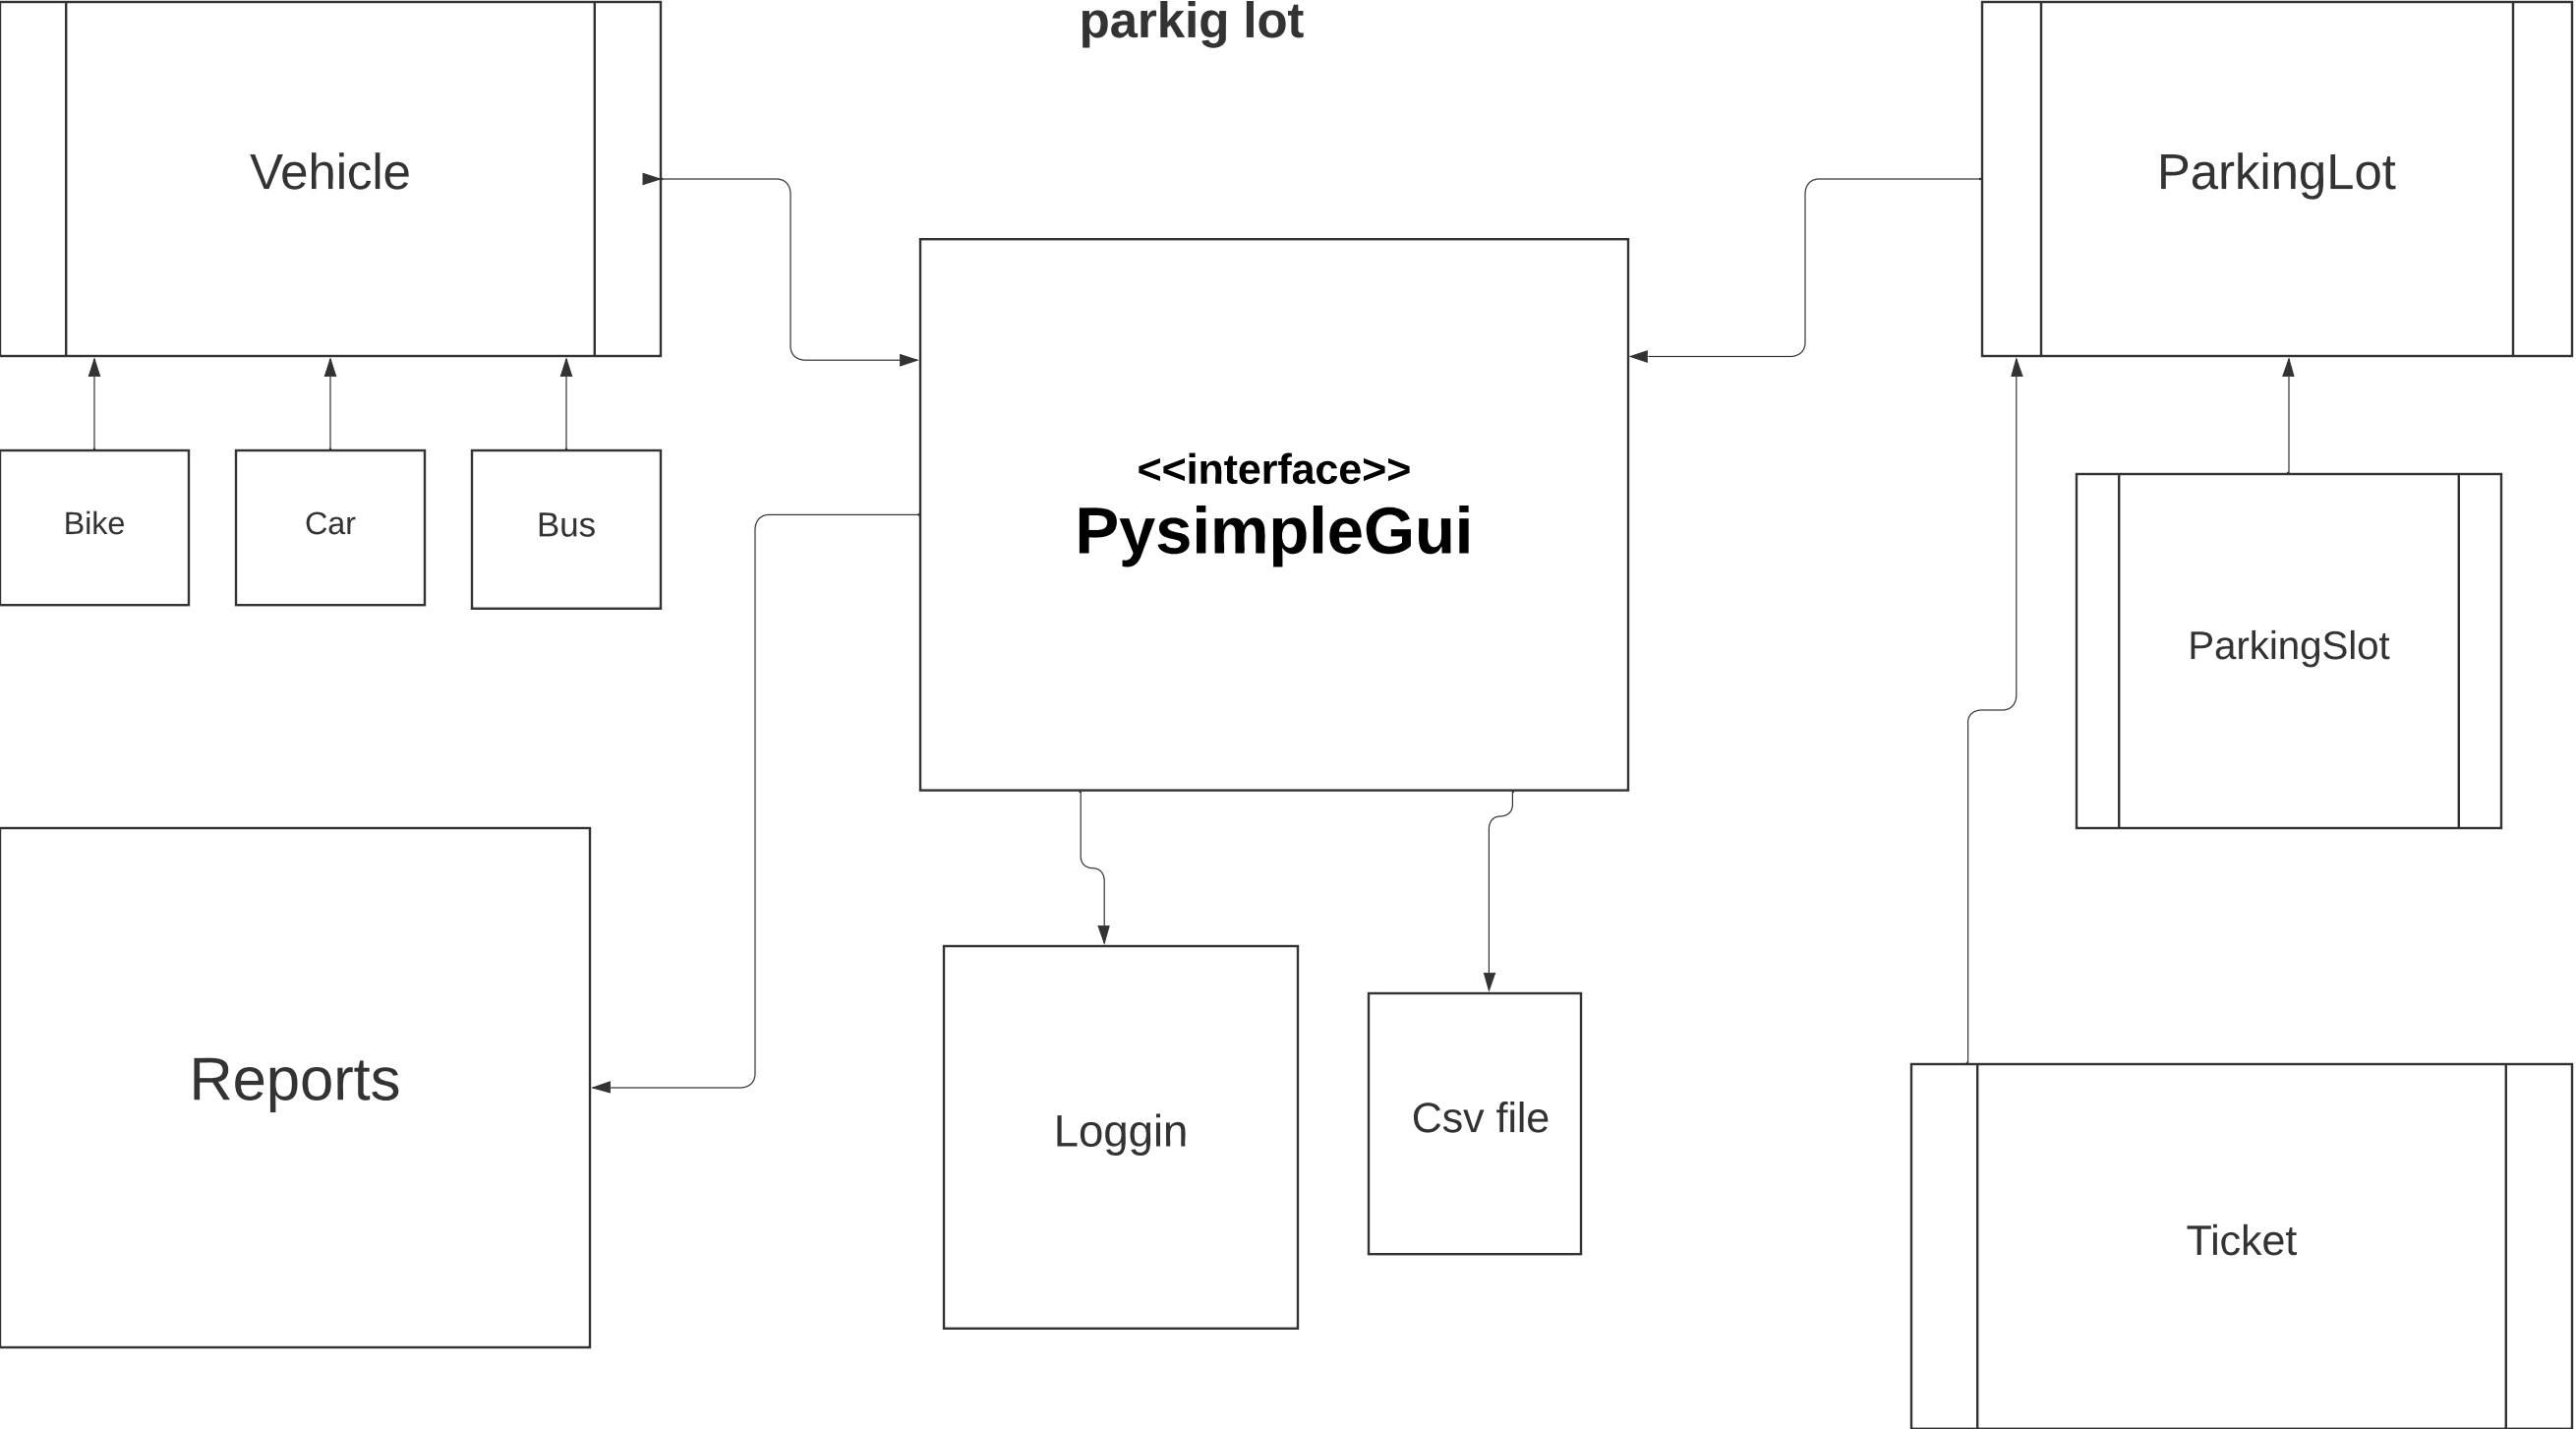 parkig lot
Vehicle
ParkingLot
<<interface>>
PysimpleGui
Bike
Car
Bus
ParkingSlot
Reports
Loggin
Csv file
Ticket